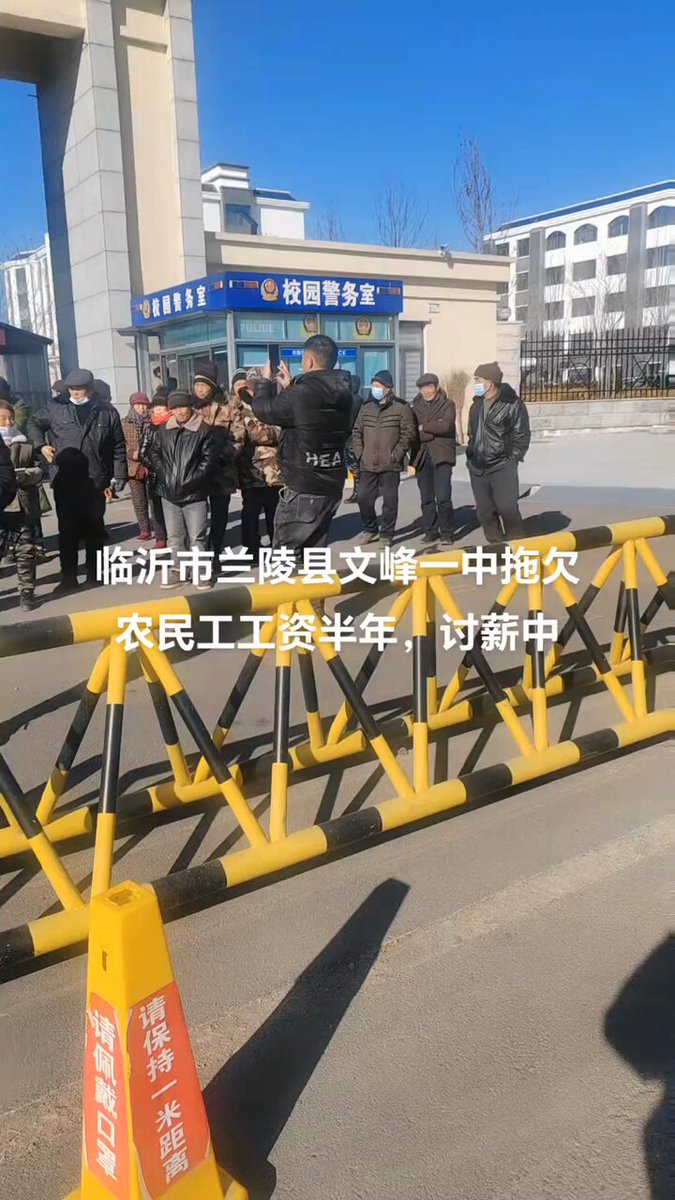 校园警务室
校园警务室
POLICE
HEA
临沂市兰陵县文峰一中拖欠
农民工工资半年，讨薪中
请佩戴口罩
请保持一米距离